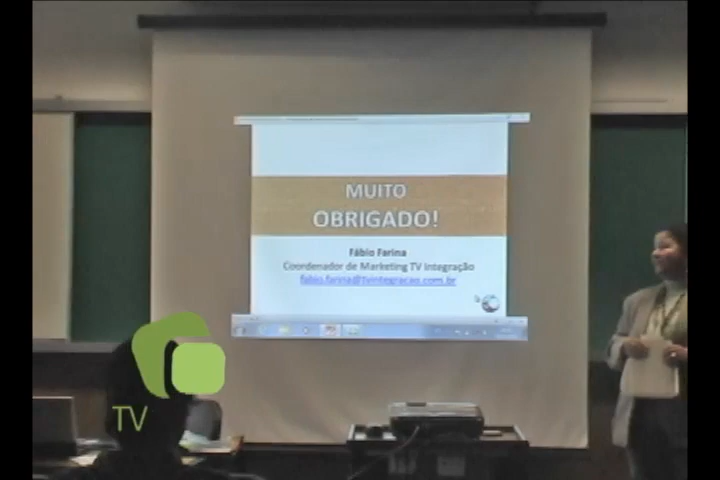 MUITO
OBRIGADO!
Fábio Farina
Coordenador de Marketing TV Integração
fabio.farina@tvintegracao.com.br
TV